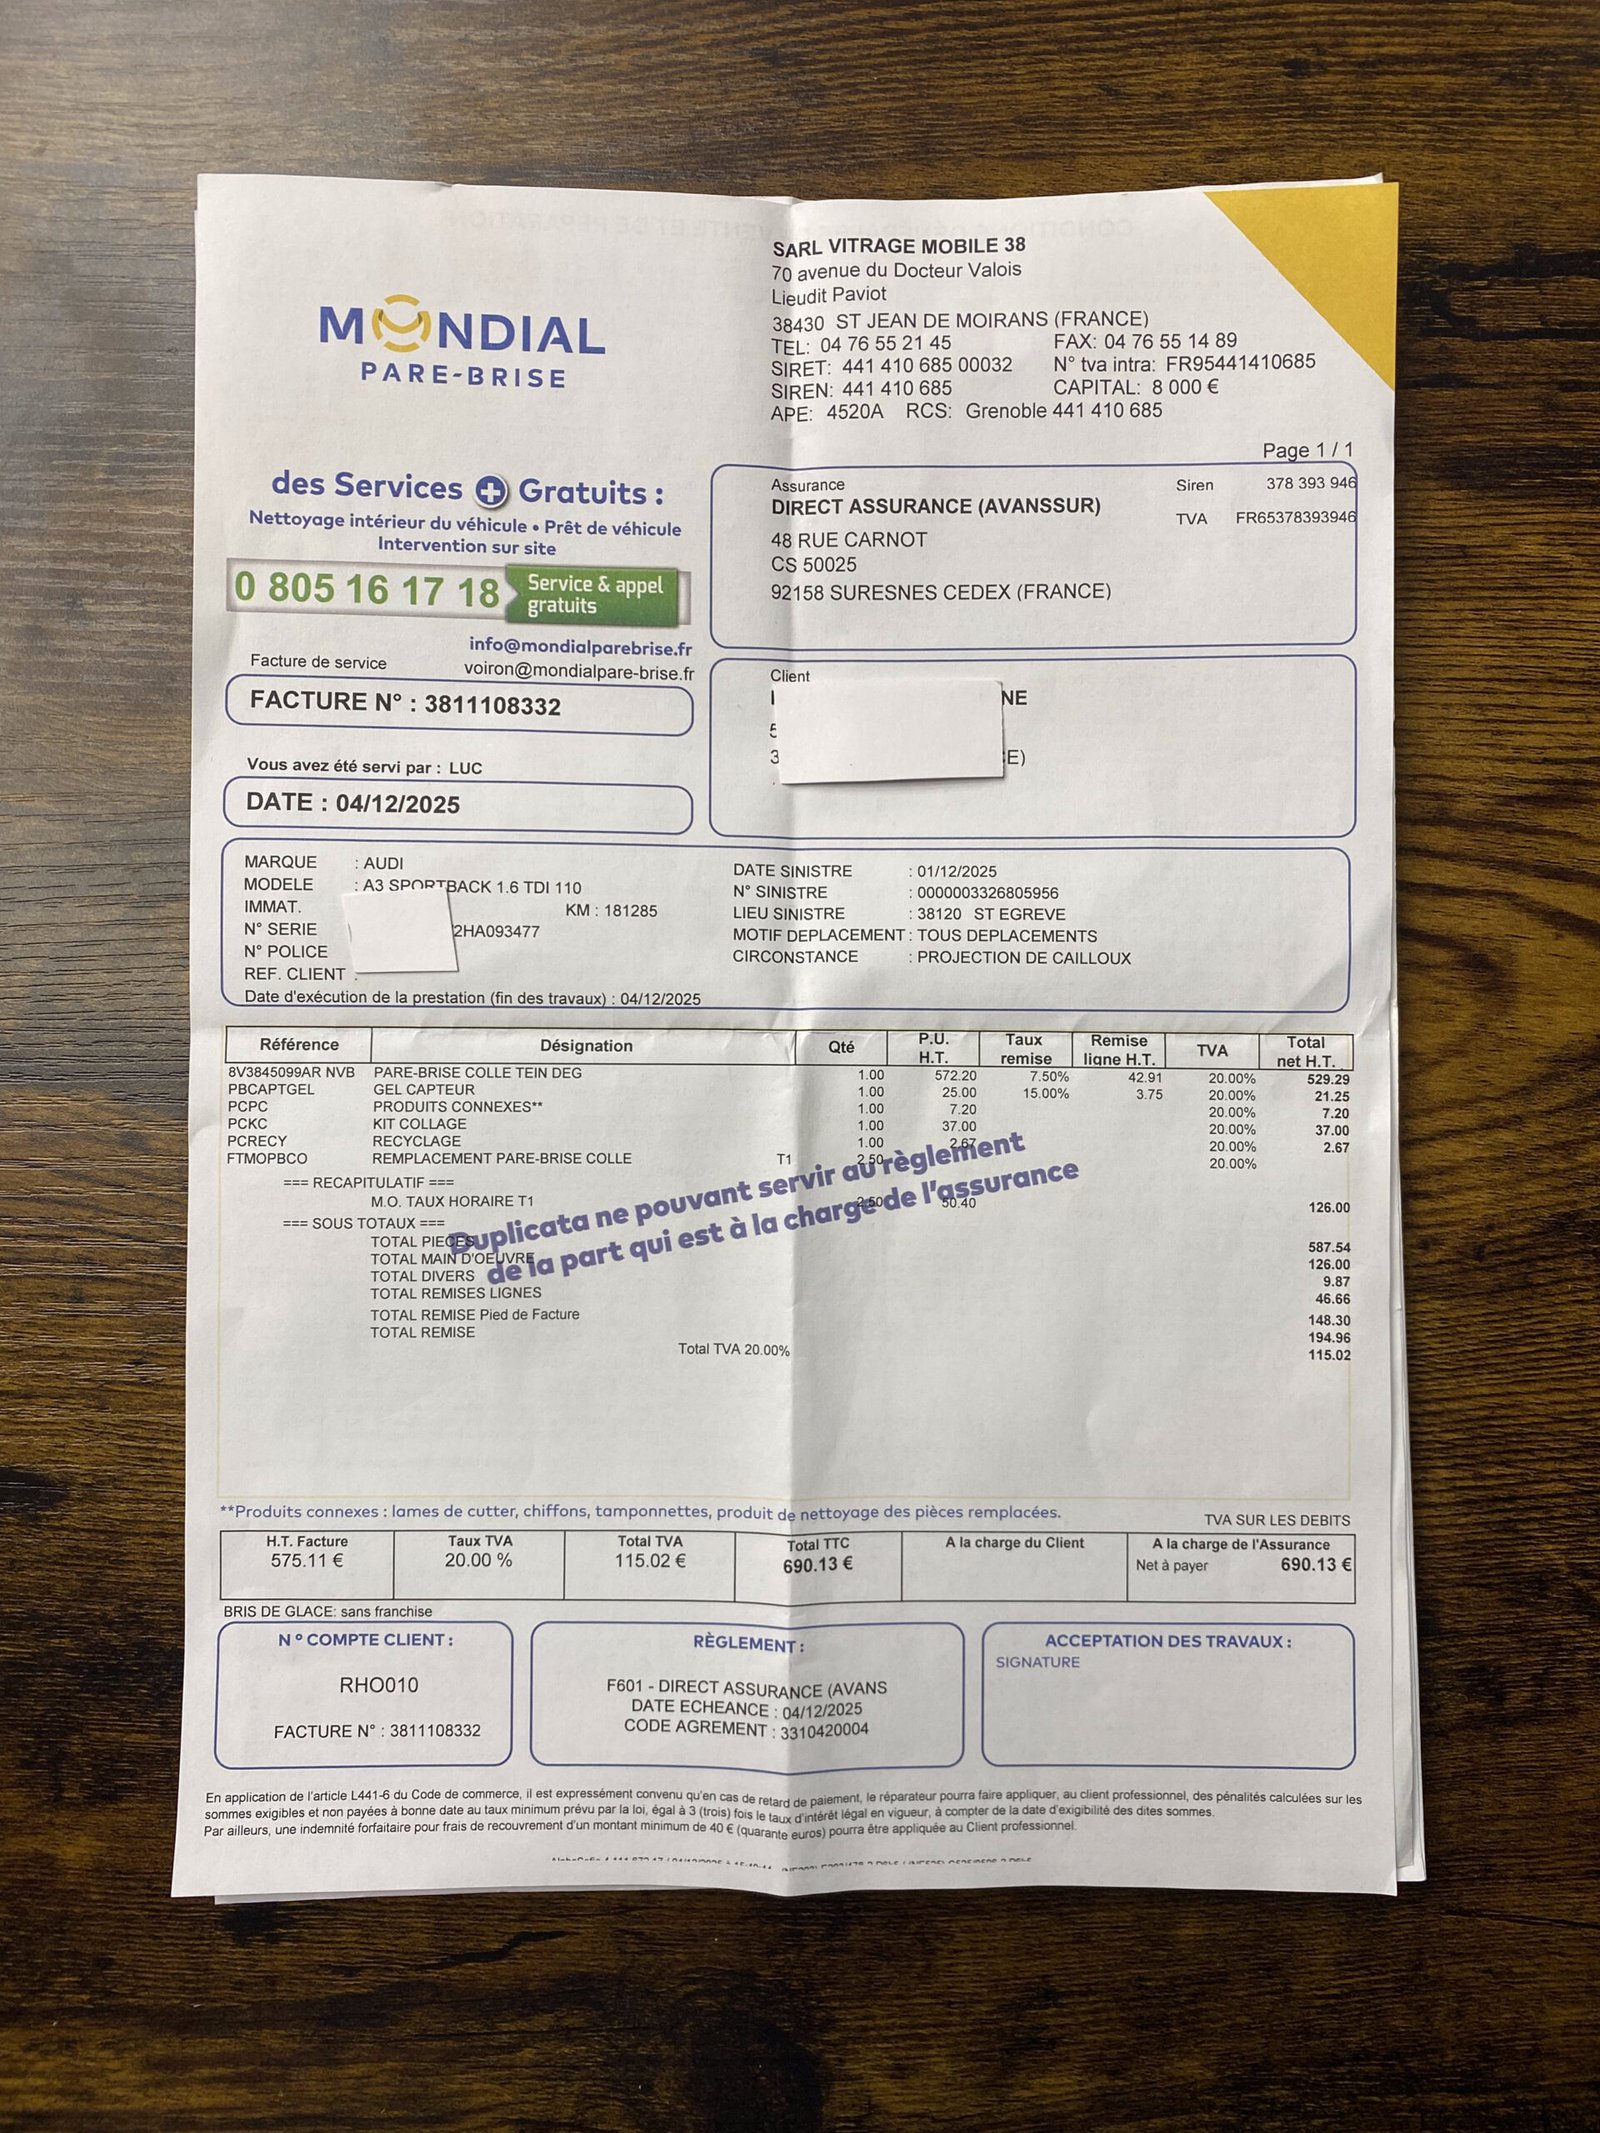 MONDIAL
PARE-BRISE
SARL VITRAGE MOBILE 38
70 avenue du Docteur Valois
Lieudit Paviot
38430 ST JEAN DE MOIRANS (FRANCE)
TEL: 04 76 55 21 45 FAX: 04 76 55 14 89
SIRET: 441 410 685 00032 N° tva intra: FR95441410685
SIREN: 441 410 685 CAPITAL: 8 000 €
APE: 4520A RCS: Grenoble 441 410 685
Page 1 / 1
des Services + Gratuits :
Nettoyage intérieur du véhicule • Prêt de véhicule
Intervention sur site
0 805 16 17 18 Service & appel
gratuits
info@mondialparebrise.fr
voiron@mondialpare-brise.fr
Assurance Siren 378 393 946
DIRECT ASSURANCE (AVANSSUR)
TVA FR65378393946
48 RUE CARNOT
CS 50025
92158 SURESNES CEDEX (FRANCE)
Facture de service
FACTURE N° : 3811108332
Client
NE
5
3 E)
Vous avez été servi par : LUC
DATE : 04/12/2025
MARQUE : AUDI
MODELE : A3 SPORTBACK 1.6 TDI 110
IMMAT. KM : 181285
N° SERIE 2HA093477
N° POLICE
REF. CLIENT :
Date d'exécution de la prestation (fin des travaux) : 04/12/2025
DATE SINISTRE : 01/12/2025
N° SINISTRE : 0000003326805956
LIEU SINISTRE : 38120 ST EGREVE
MOTIF DEPLACEMENT : TOUS DEPLACEMENTS
CIRCONSTANCE : PROJECTION DE CAILLOUX
Référence Désignation Qté P.U. H.T. Taux remise Remise ligne H.T. TVA Total net H.T.
8V3845099AR NVB PARE-BRISE COLLE TEIN DEG 1.00 572.20 7.50% 42.91 20.00% 529.29
PBCAPTGEL GEL CAPTEUR 1.00 25.00 15.00% 3.75 20.00% 21.25
PCPC PRODUITS CONNEXES** 1.00 7.20 20.00% 7.20
PCKC KIT COLLAGE 1.00 37.00 20.00% 37.00
PCRECY RECYCLAGE 1.00 2.67 20.00% 2.67
FTMOPBCO REMPLACEMENT PARE-BRISE COLLE T1 2.50 20.00%
=== RECAPITULATIF ===
M.O. TAUX HORAIRE T1 2.50 50.40 126.00
=== SOUS TOTAUX ===
TOTAL PIECES 587.54
TOTAL MAIN D'OEUVRE 126.00
TOTAL DIVERS 9.87
TOTAL REMISES LIGNES 46.66
TOTAL REMISE Pied de Facture 148.30
TOTAL REMISE 194.96
Total TVA 20.00% 115.02
Duplicata ne pouvant servir au règlement
de la part qui est à la charge de l'assurance
**Produits connexes : lames de cutter, chiffons, tamponnettes, produit de nettoyage des pièces remplacées.
TVA SUR LES DEBITS
H.T. Facture Taux TVA Total TVA Total TTC A la charge du Client A la charge de l'Assurance
575.11 € 20.00 % 115.02 € 690.13 € Net à payer 690.13 €
BRIS DE GLACE: sans franchise
N° COMPTE CLIENT :
RHO010
FACTURE N° : 3811108332
RÈGLEMENT :
F601 - DIRECT ASSURANCE (AVANS
DATE ECHEANCE : 04/12/2025
CODE AGREMENT : 3310420004
ACCEPTATION DES TRAVAUX :
SIGNATURE
En application de l'article L441-6 du Code de commerce, il est expressément convenu qu'en cas de retard de paiement, le réparateur pourra faire appliquer, au client professionnel, des pénalités calculées sur les
sommes exigibles et non payées à bonne date au taux minimum prévu par la loi, égal à 3 (trois) fois le taux d'intérêt légal en vigueur, à compter de la date d'exigibilité des dites sommes.
Par ailleurs, une indemnité forfaitaire pour frais de recouvrement d'un montant minimum de 40 € (quarante euros) pourra être appliquée au Client professionnel.